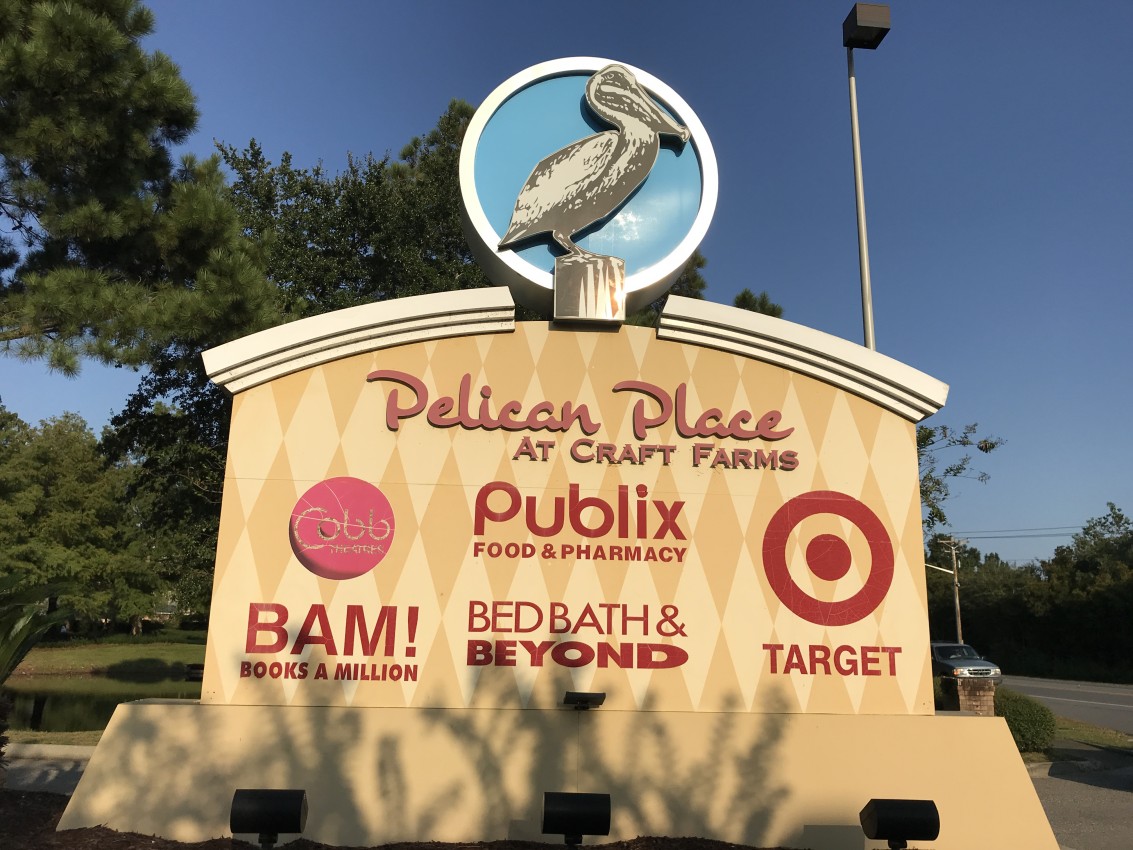 Pelican Place
AT CRAFT FARMS
Cobb
THEATRES
Publix
FOOD & PHARMACY
TARGET
BAM!
BOOKS A MILLION
BED BATH &
BEYOND